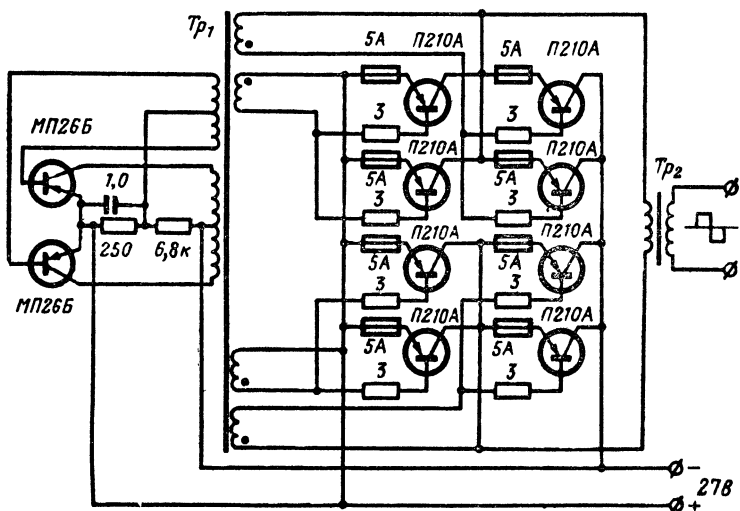 Тр₁
5А П210А 5А П210А
МП26Б
3 3
П210А П210А
1,0
5А 5А
Тр₂
3 3
250 6,8к
П210А П210А
МП26Б
5А 5А
3 3
П210А П210А
5А 5А
3 3
−
27в
+